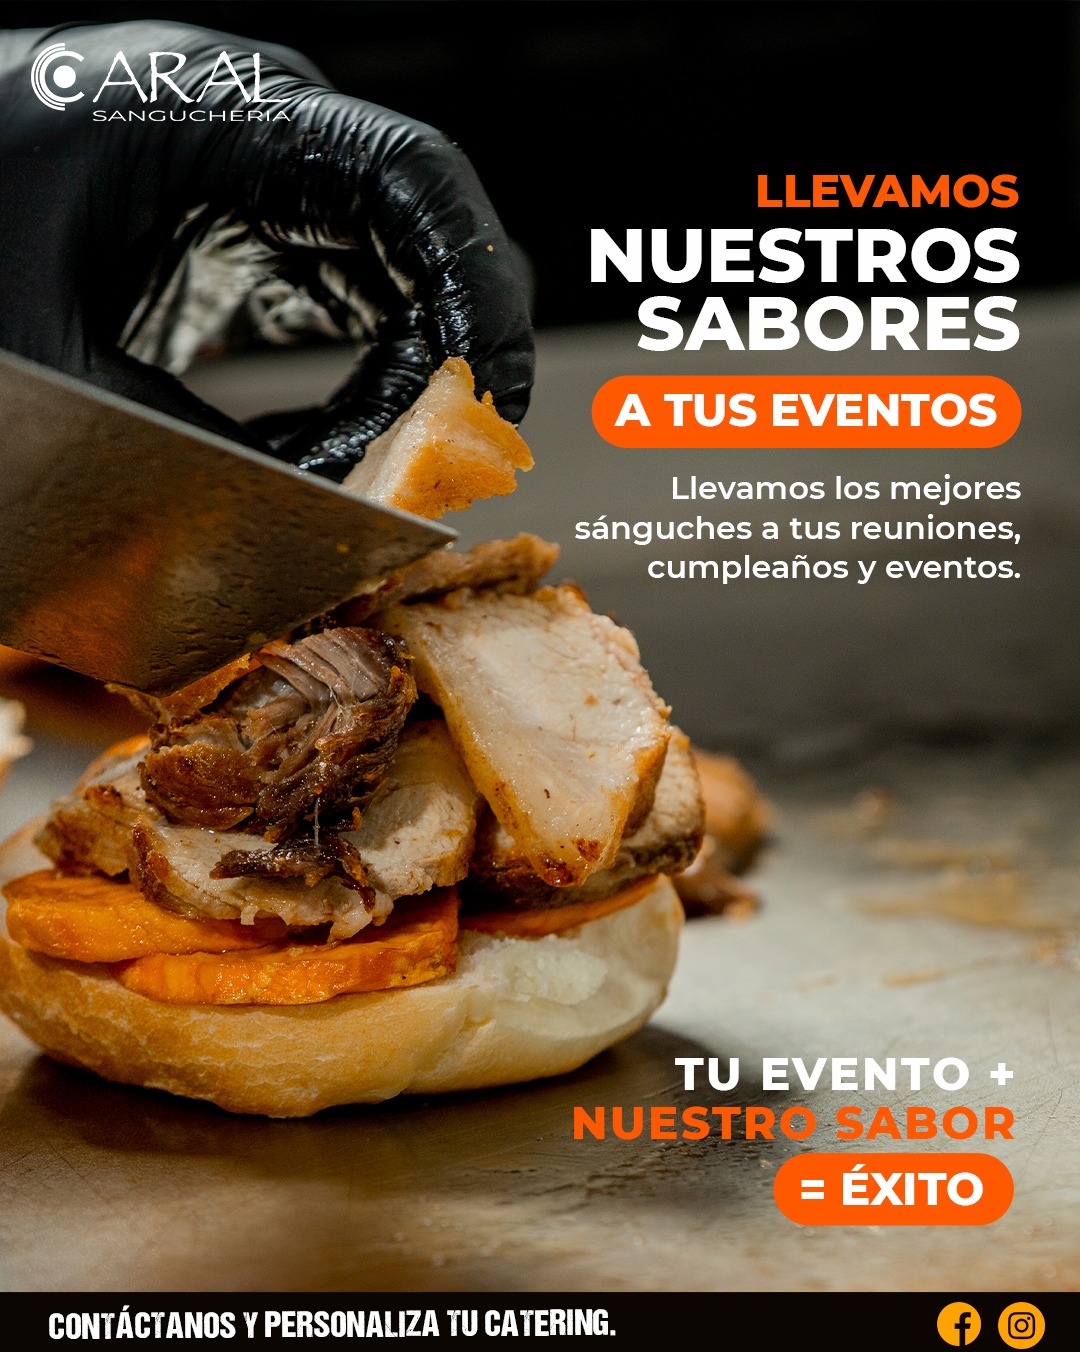 CARAL
SANGUCHERIA
LLEVAMOS
NUESTROS
SABORES
A TUS EVENTOS
Llevamos los mejores
sánguches a tus reuniones,
cumpleaños y eventos.
TU EVENTO +
NUESTRO SABOR
= ÉXITO
CONTÁCTANOS Y PERSONALIZA TU CATERING.